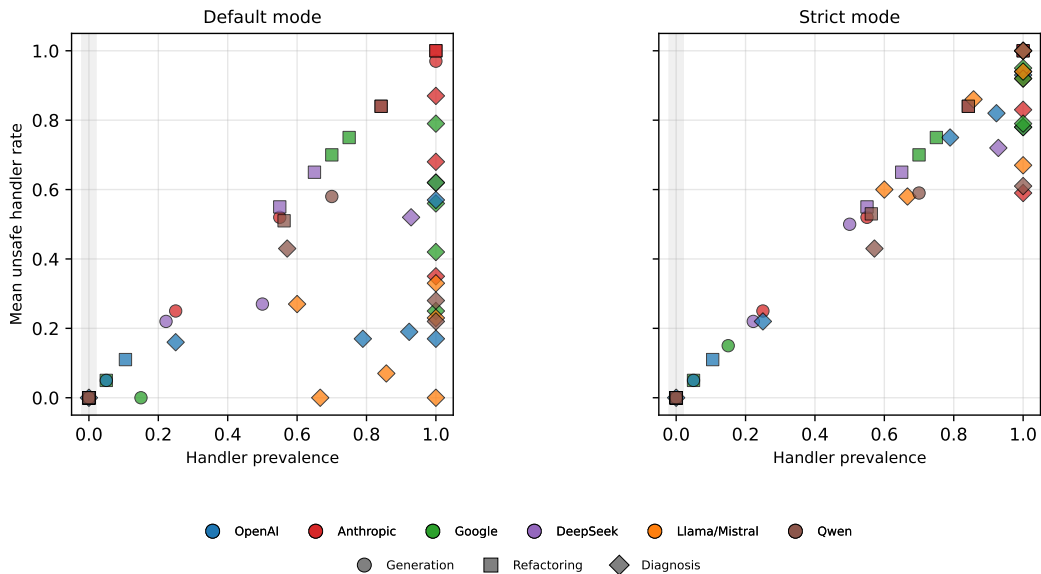 Default mode
Strict mode
Mean unsafe handler rate
1.0
0.8
0.6
0.4
0.2
0.0
0.0 0.2 0.4 0.6 0.8 1.0
0.0 0.2 0.4 0.6 0.8 1.0
Handler prevalence
Handler prevalence
OpenAI Anthropic Google DeepSeek Llama/Mistral Qwen
Generation Refactoring Diagnosis